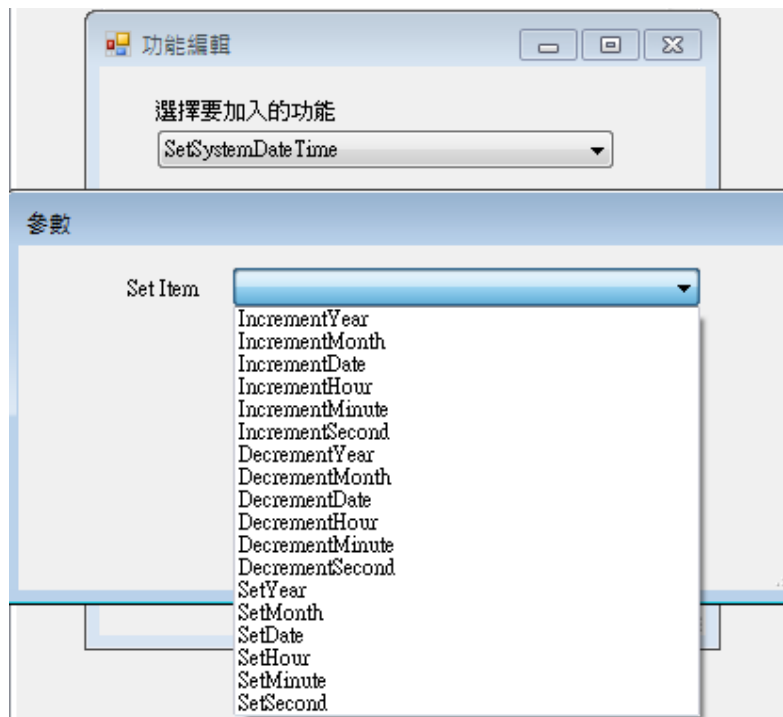 功能編輯
選擇要加入的功能
SetSystemDateTime
參數
Set Item
IncrementYear
IncrementMonth
IncrementDate
IncrementHour
IncrementMinute
IncrementSecond
DecrementYear
DecrementMonth
DecrementDate
DecrementHour
DecrementMinute
DecrementSecond
SetYear
SetMonth
SetDate
SetHour
SetMinute
SetSecond